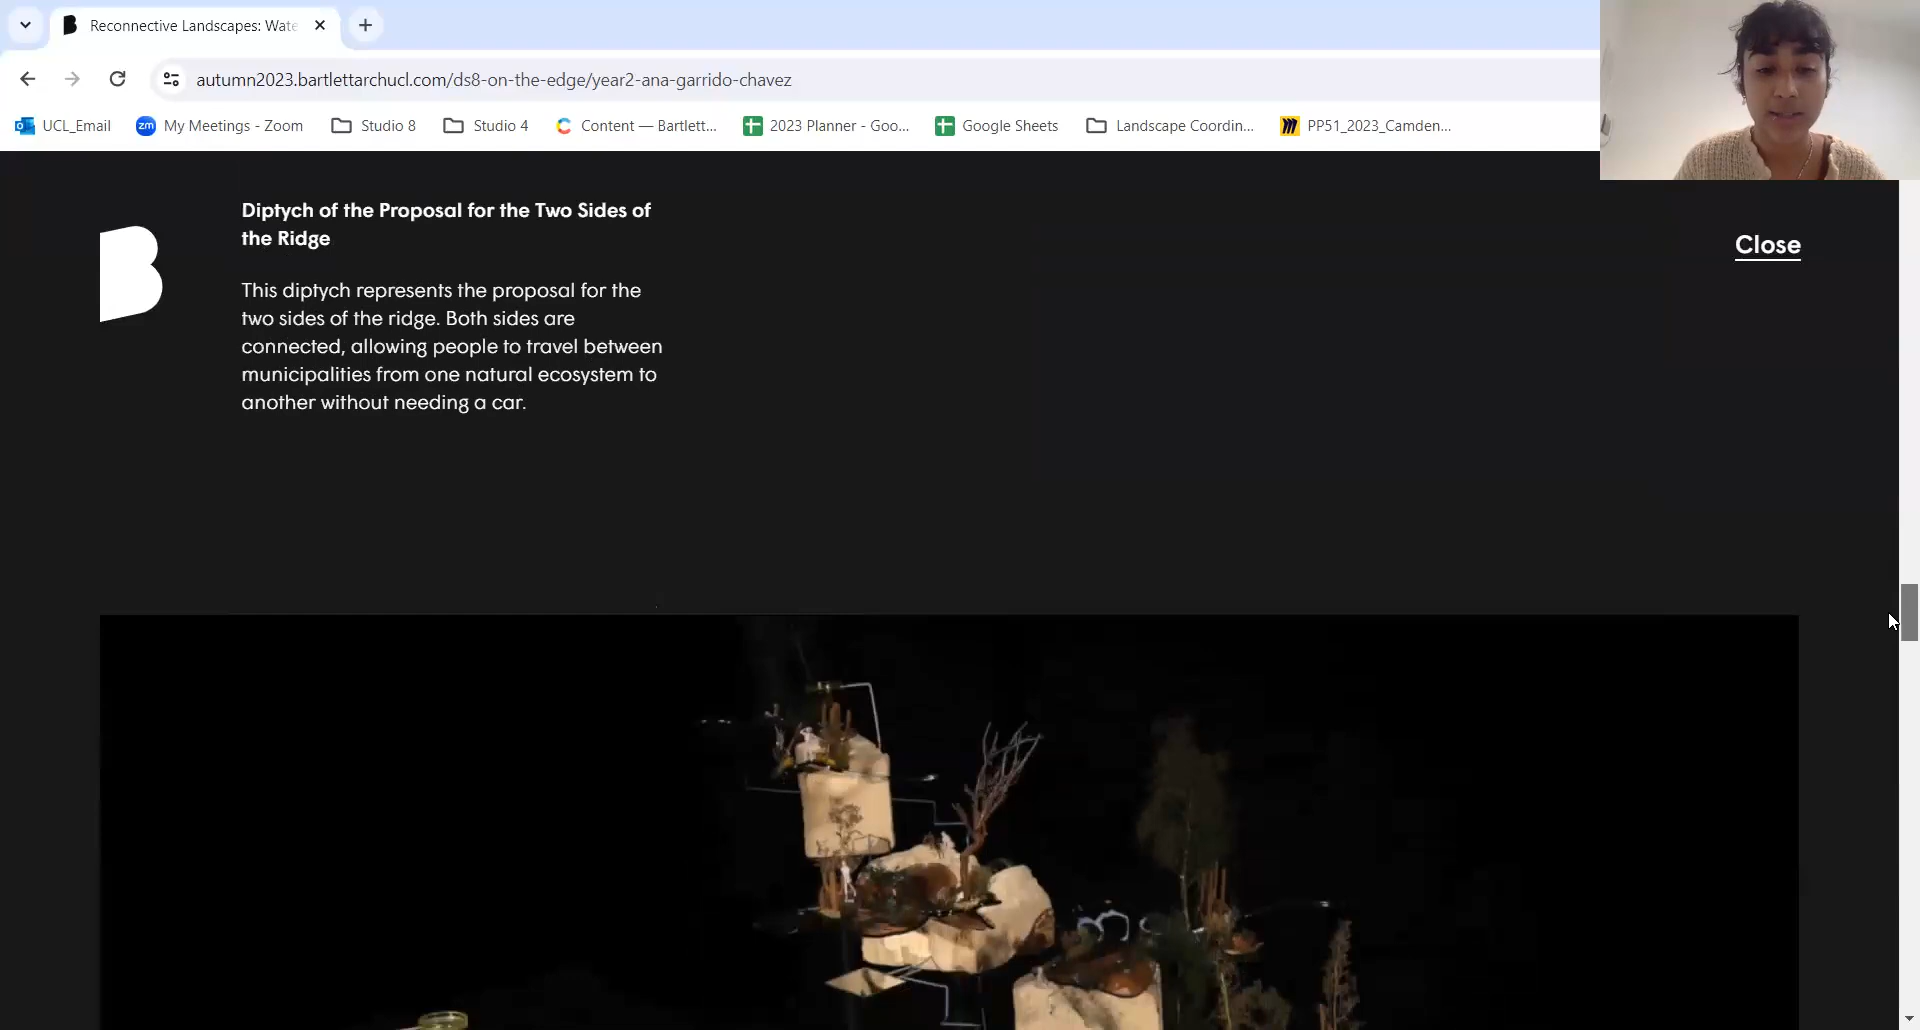 Reconnective Landscapes: Wate
autumn2023.bartlettarchucl.com/ds8-on-the-edge/year2-ana-garrido-chavez
UCL_Email
zm
My Meetings - Zoom
Studio 8
Studio 4
Content — Bartlett...
2023 Planner - Goo...
Google Sheets
Landscape Coordin...
PP51_2023_Camden...
B
Diptych of the Proposal for the Two Sides of
the Ridge
Close
This diptych represents the proposal for the
two sides of the ridge. Both sides are
connected, allowing people to travel between
municipalities from one natural ecosystem to
another without needing a car.